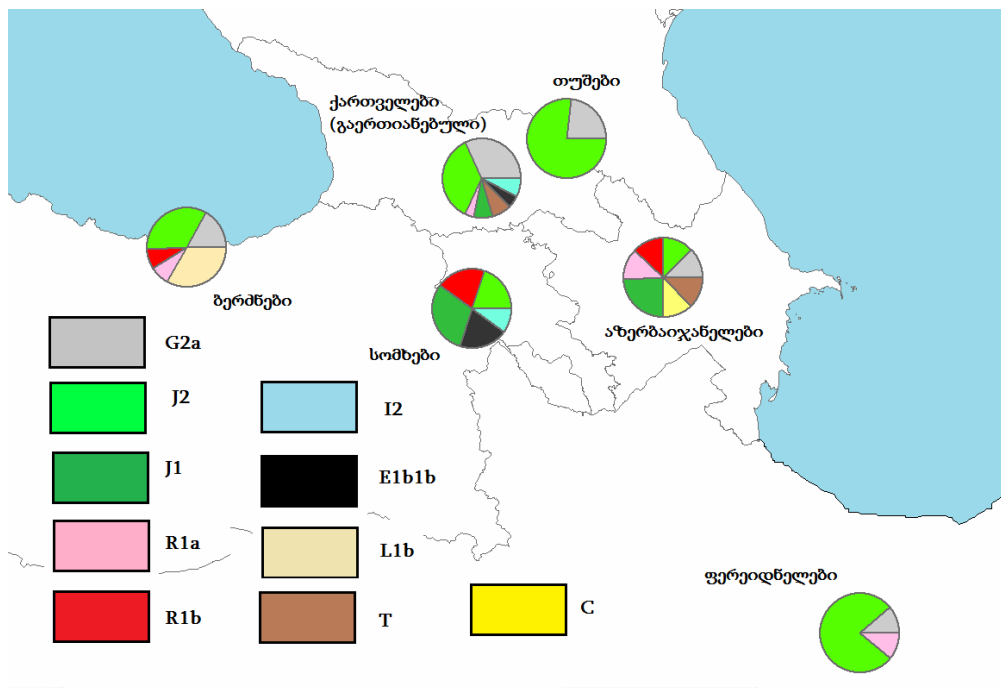 თუშები
ქართველები
(გაერთიანებული)
ბერძნები
აზერბაიჯანელები
სომხები
G2a
J2
I2
J1
E1b1b
R1a
L1b
ფერეიდნელები
R1b
T
C